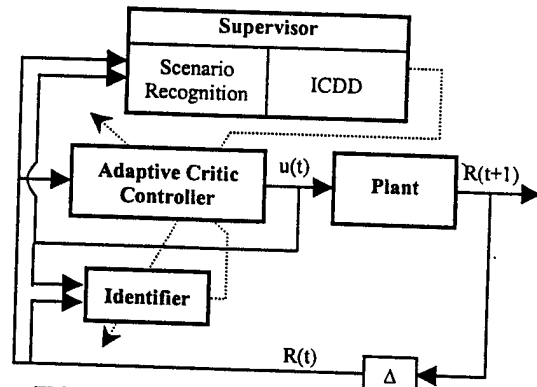 Supervisor
Scenario
Recognition
ICDD
Adaptive Critic
Controller
u(t)
Plant
R(t+1)
Identifier
R(t)
Δ